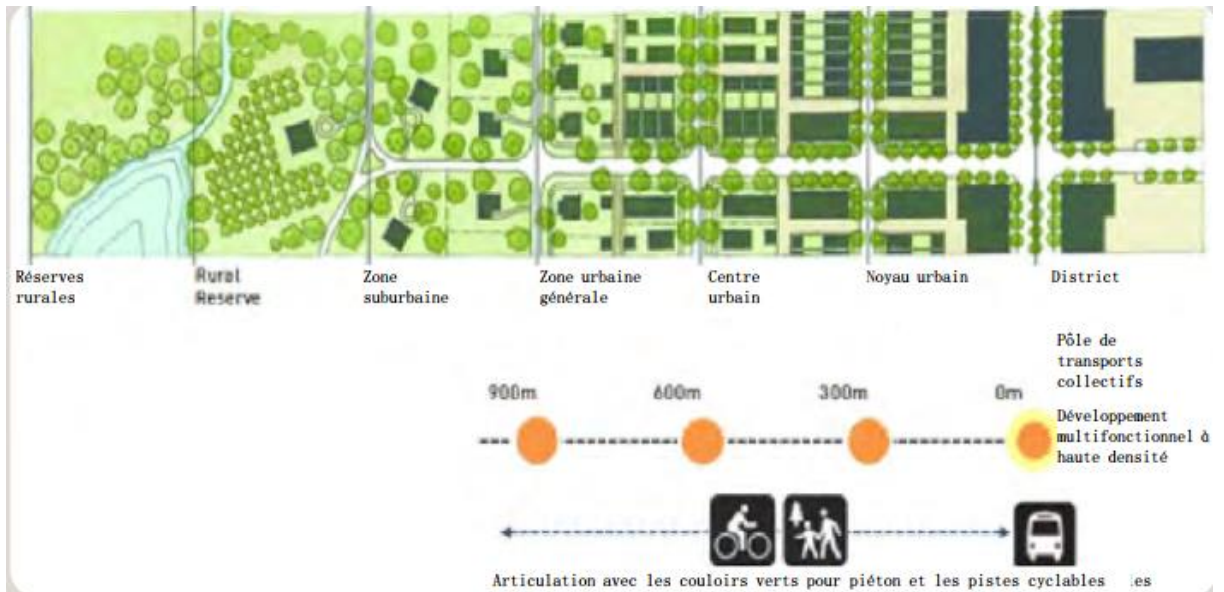 Réserves
rurales
Rural
Reserve
Zone
suburbaine
Zone urbaine
générale
Centre
urbain
Noyau urbain
District
Pôle de
transports
collectifs
900m
600m
300m
0m
Développement
multifonctionnel à
haute densité
Articulation avec les couloirs verts pour piéton et les pistes cyclables les